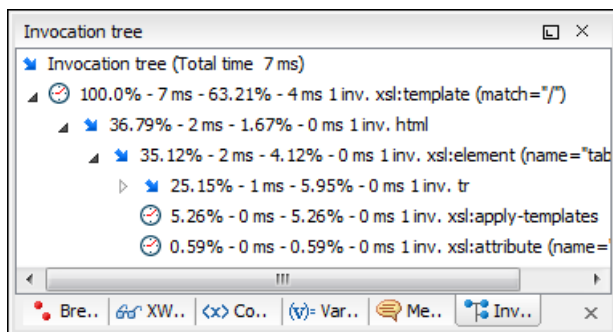 Invocation tree
Invocation tree (Total time 7 ms)
100.0% - 7 ms - 63.21% - 4 ms 1 inv. xsl:template (match="/")
36.79% - 2 ms - 1.67% - 0 ms 1 inv. html
35.12% - 2 ms - 4.12% - 0 ms 1 inv. xsl:element (name="tab
25.15% - 1 ms - 5.95% - 0 ms 1 inv. tr
5.26% - 0 ms - 5.26% - 0 ms 1 inv. xsl:apply-templates
0.59% - 0 ms - 0.59% - 0 ms 1 inv. xsl:attribute (name="
Bre.. XW.. <x> Co.. (v)= Var.. Me.. Inv..